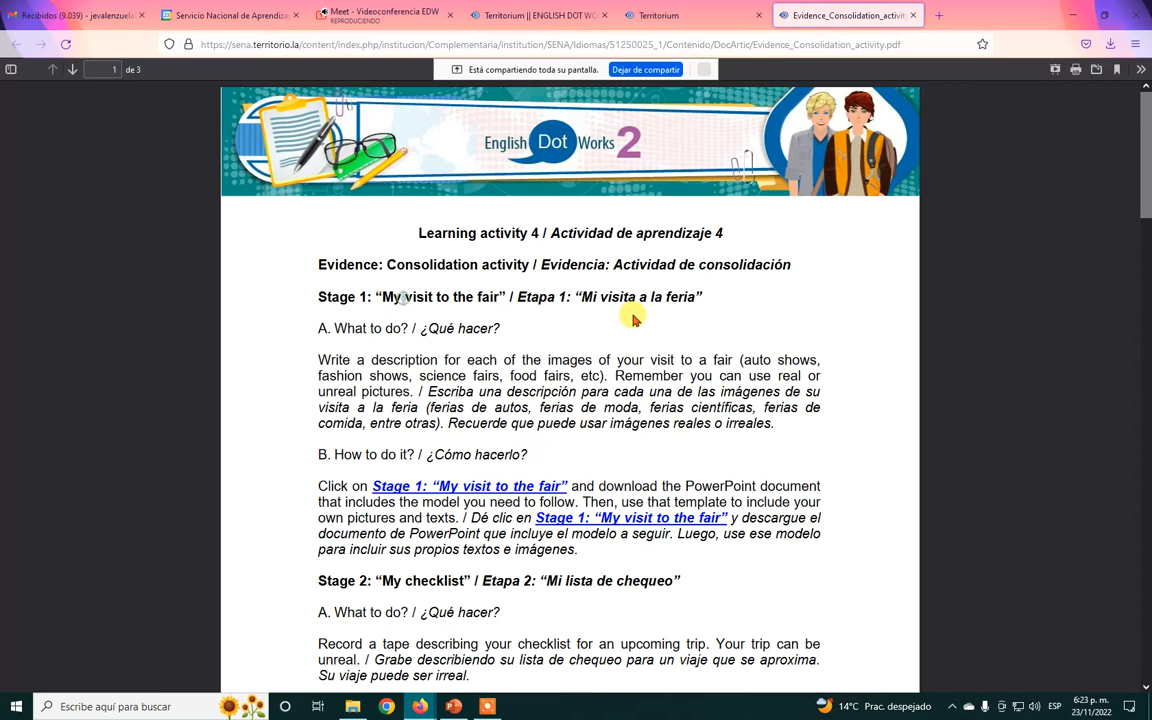 Recibidos (9.039) - jevalenzuela
Servicio Nacional de Aprendiza
Meet - Videoconferencia EDW
REPRODUCIENDO
Territorium || ENGLISH DOT WO
Territorium
Evidence_Consolidation_activity.
https://sena.territorio.la/content/index.php/institucion/Complementaria/institution/SENA/Idiomas/51250025_1/Contenido/DocArtic/Evidence_Consolidation_activity.pdf
1 de 3
Está compartiendo toda su pantalla.
Dejar de compartir
English Dot Works 2
Learning activity 4 / Actividad de aprendizaje 4
Evidence: Consolidation activity / Evidencia: Actividad de consolidación
Stage 1: “My visit to the fair” / Etapa 1: “Mi visita a la feria”
A. What to do? / ¿Qué hacer?
Write a description for each of the images of your visit to a fair (auto shows,
fashion shows, science fairs, food fairs, etc). Remember you can use real or
unreal pictures. / Escriba una descripción para cada una de las imágenes de su
visita a la feria (ferias de autos, ferias de moda, ferias científicas, ferias de
comida, entre otras). Recuerde que puede usar imágenes reales o irreales.
B. How to do it? / ¿Cómo hacerlo?
Click on Stage 1: “My visit to the fair” and download the PowerPoint document
that includes the model you need to follow. Then, use that template to include your
own pictures and texts. / Dé clic en Stage 1: “My visit to the fair” y descargue el
documento de PowerPoint que incluye el modelo a seguir. Luego, use ese modelo
para incluir sus propios textos e imágenes.
Stage 2: “My checklist” / Etapa 2: “Mi lista de chequeo”
A. What to do? / ¿Qué hacer?
Record a tape describing your checklist for an upcoming trip. Your trip can be
unreal. / Grabe describiendo su lista de chequeo para un viaje que se aproxima.
Su viaje puede ser irreal.
Escribe aquí para buscar
14°C Prac. despejado
ESP
6:23 p. m.
23/11/2022